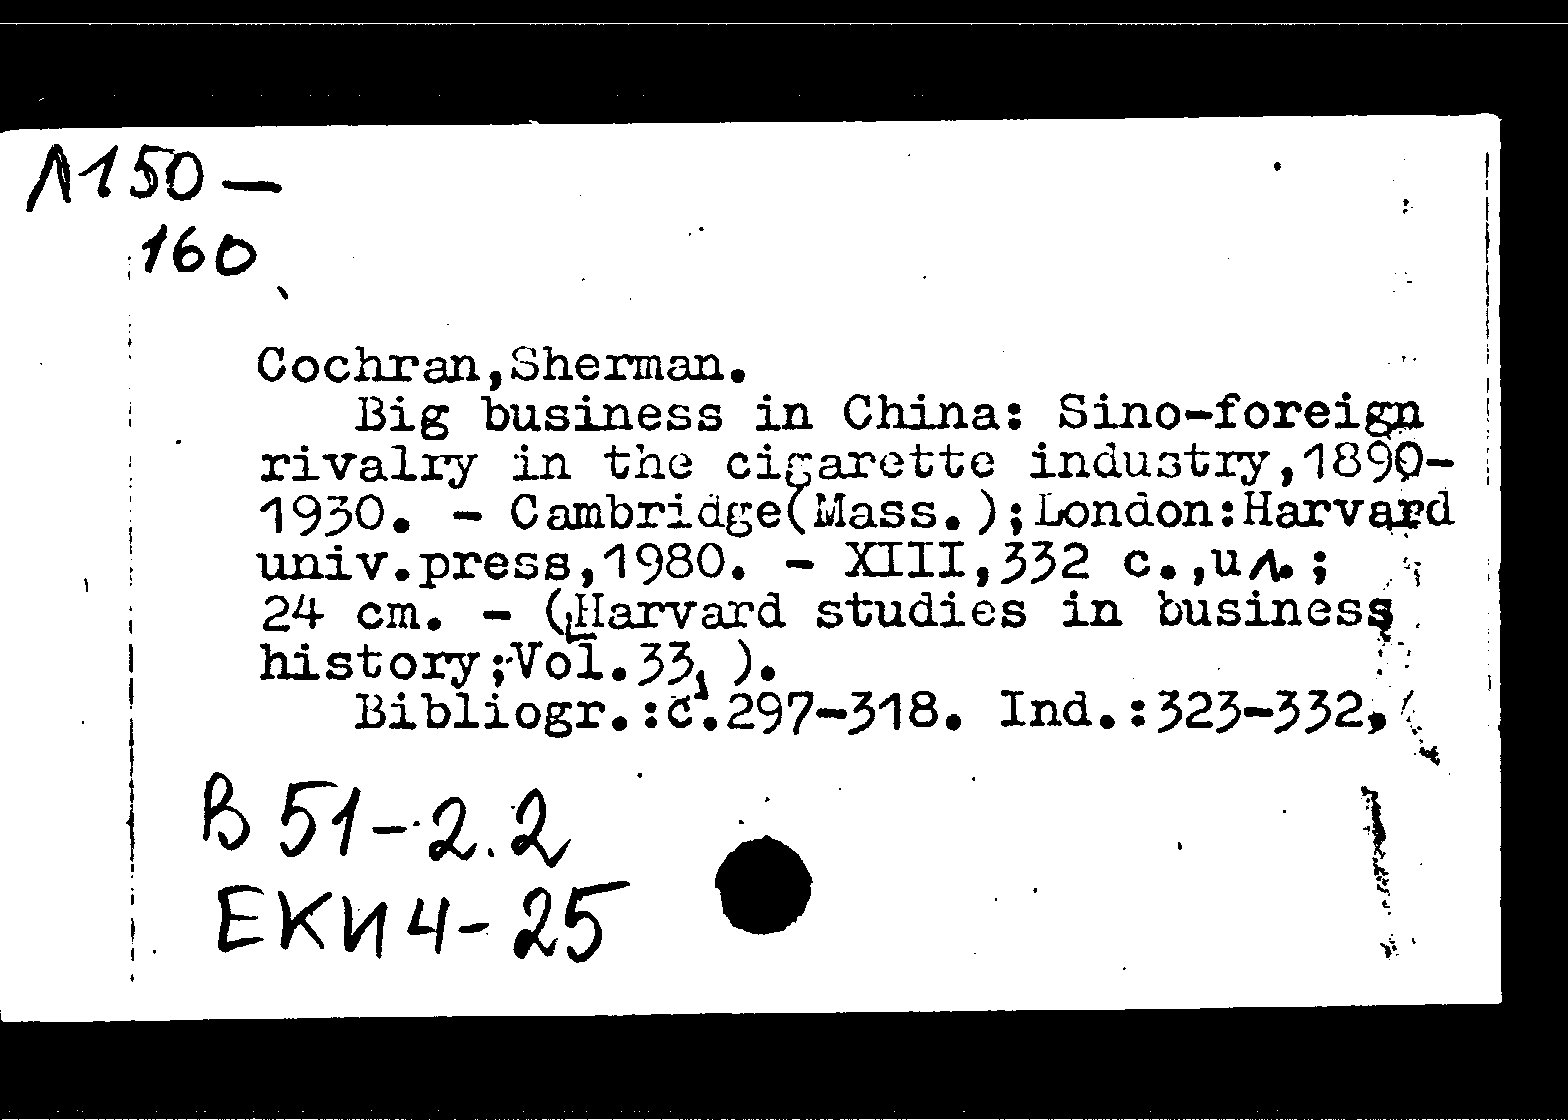 Л150-
160
Cochran,Sherman.
Big business in China: Sino-foreign
rivalry in the cigarette industry,1890-
1930. - Cambridge(Mass.);London:Harvard
univ.press,1980. - XIII,332 с.,ил.;
24 cm. - (Harvard studies in business
history;Vol.33 ).
Bibliogr.:c.297-318. Ind.:323-332.
В 51-2.2
ЕКИ4-25